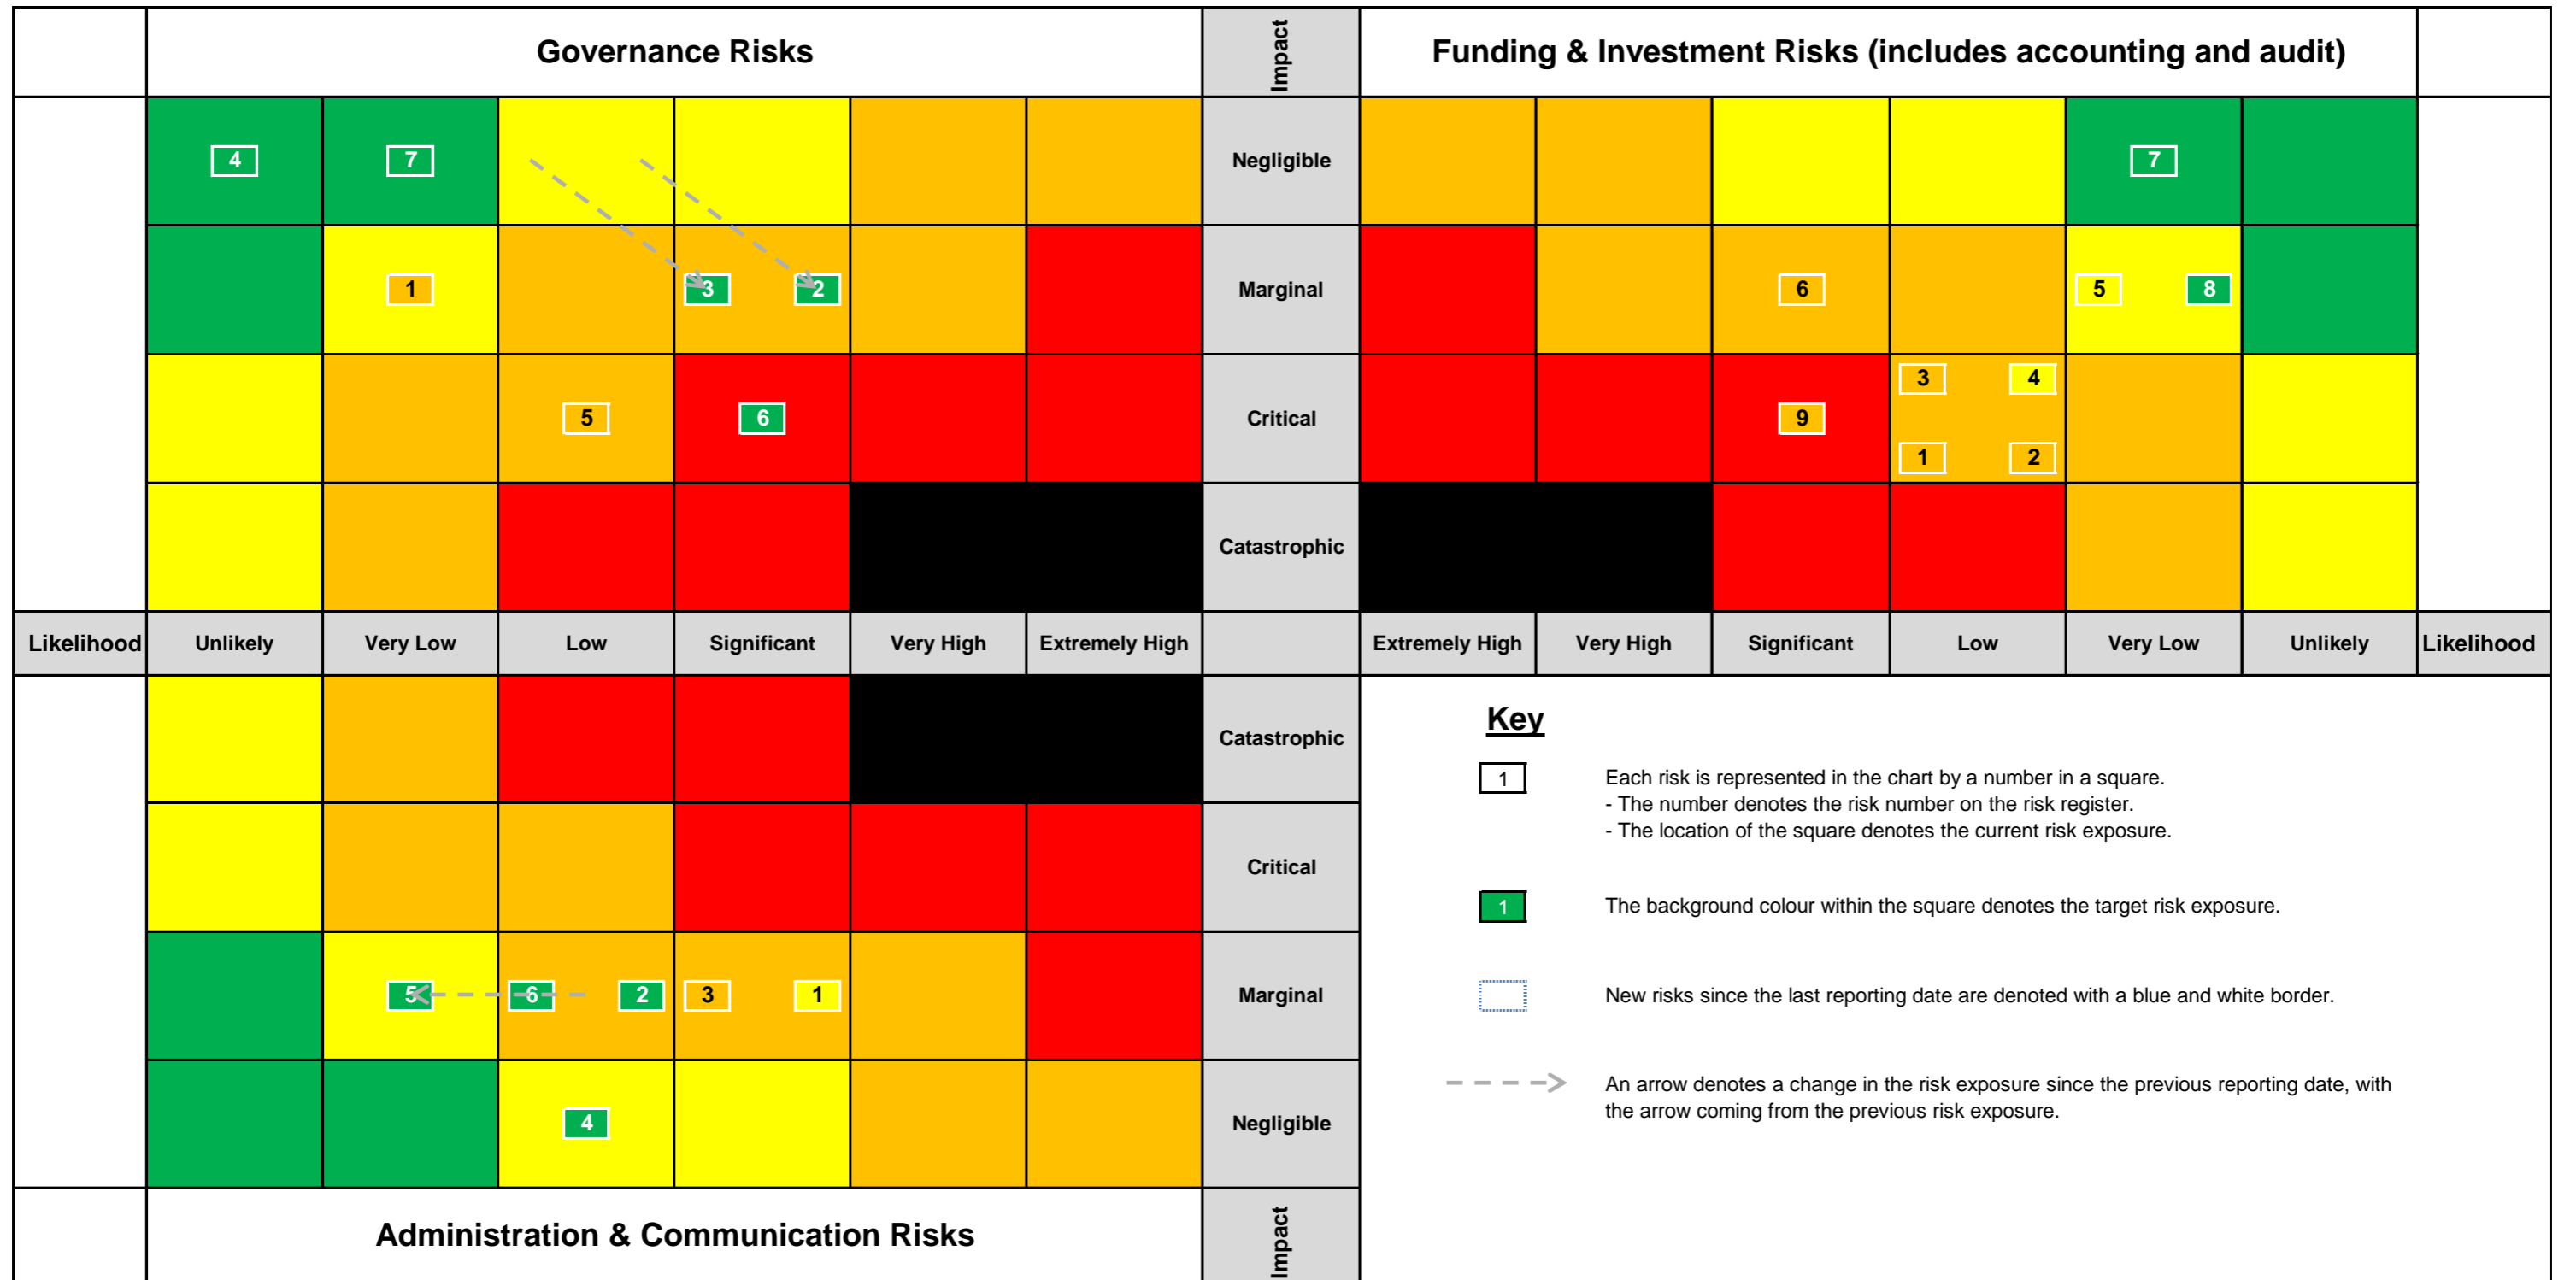 Governance Risks
Impact
Funding & Investment Risks (includes accounting and audit)
4
7
Negligible
7
1
3
2
Marginal
6
5
8
5
6
Critical
9
3
4
1
2
Catastrophic
Likelihood
Unlikely
Very Low
Low
Significant
Very High
Extremely High
Extremely High
Very High
Significant
Low
Very Low
Unlikely
Likelihood
Catastrophic
Critical
5
6
2
3
1
Marginal
4
Negligible
Administration & Communication Risks
Impact
Key
1
Each risk is represented in the chart by a number in a square.
- The number denotes the risk number on the risk register.
- The location of the square denotes the current risk exposure.
1
The background colour within the square denotes the target risk exposure.
New risks since the last reporting date are denoted with a blue and white border.
An arrow denotes a change in the risk exposure since the previous reporting date, with
the arrow coming from the previous risk exposure.